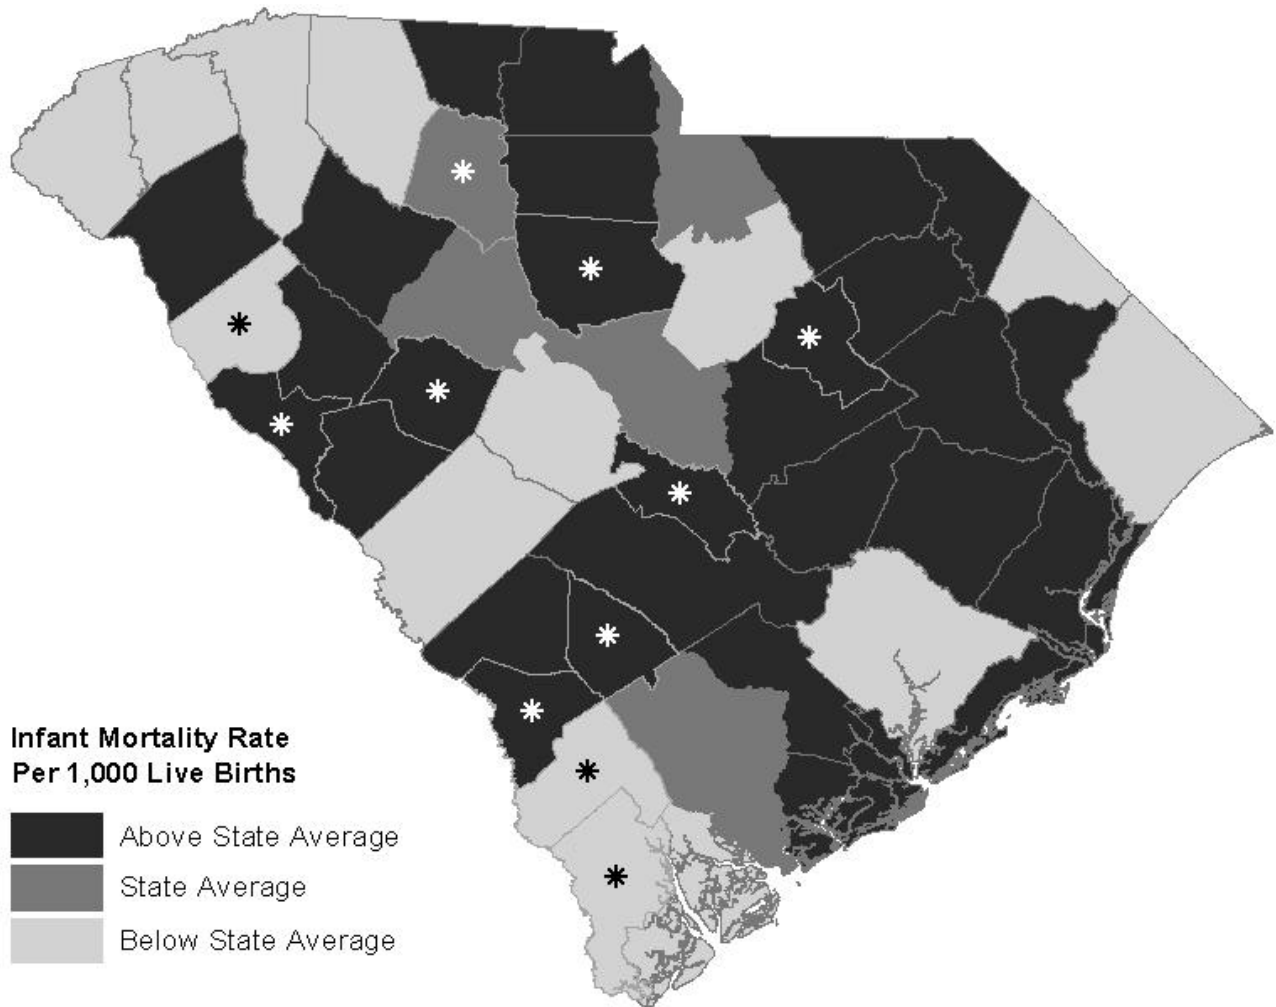 Infant Mortality Rate
Per 1,000 Live Births
Above State Average
State Average
Below State Average